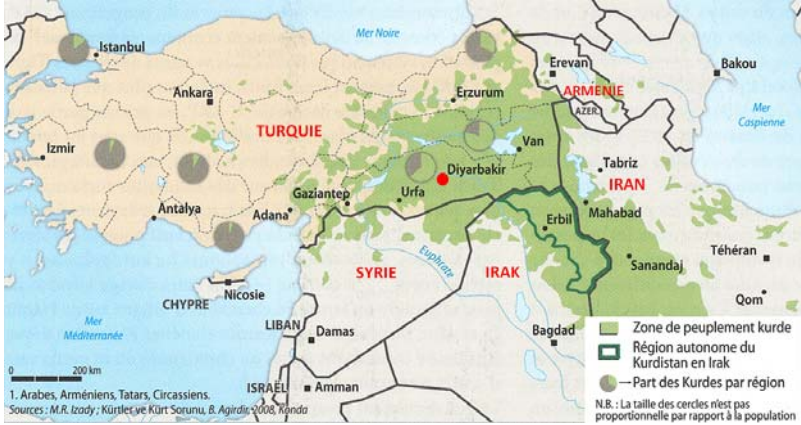 Mer Noire
Istanbul
Ankara
Erzurum
Erevan
ARMÉNIE
AZER.
Bakou
Mer
Caspienne
TURQUIE
Izmir
Van
Diyarbakir
Tabriz
IRAN
Gaziantep
Urfa
Mahabad
Antalya
Adana
Erbil
SYRIE
Euphrate
IRAK
Sanandaj
Téhéran
Qom
Nicosie
CHYPRE
Mer
Méditerranée
LIBAN
Damas
Bagdad
ISRAËL
Amman
0 200 km
1. Arabes, Arméniens, Tatars, Circassiens.
Sources : M.R. Izady ; Kürtler ve Kürt Sorunu, B. Agirdir, 2008, Konda
Zone de peuplement kurde
Région autonome du
Kurdistan en Irak
Part des Kurdes par région
N.B. : La taille des cercles n'est pas
proportionnelle par rapport à la population